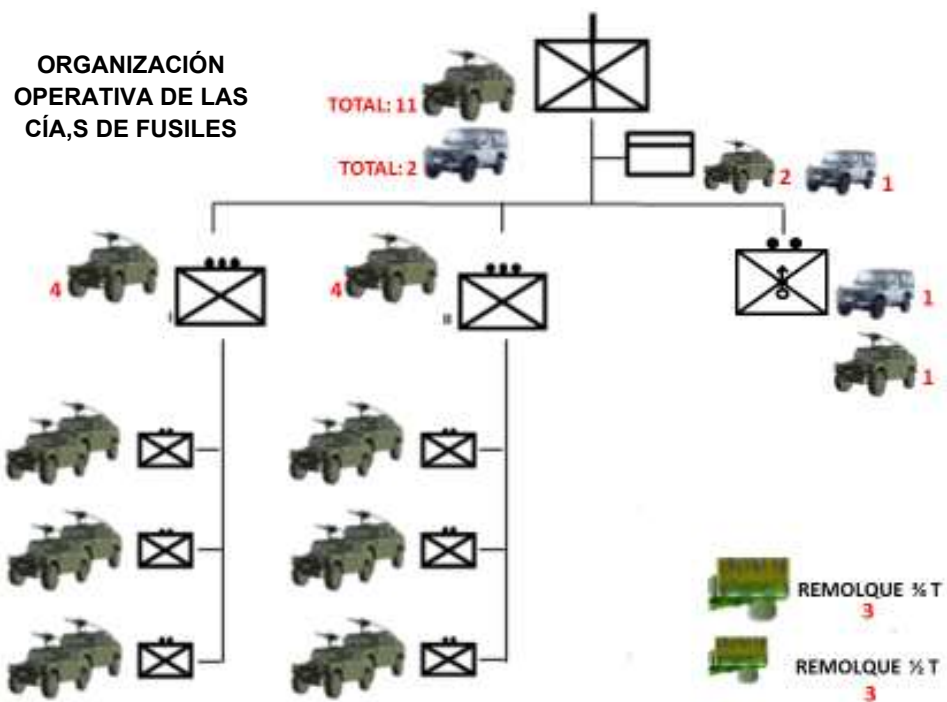 ORGANIZACIÓN
OPERATIVA DE LAS
CÍA,S DE FUSILES
TOTAL: 11
TOTAL: 2
2
1
4
I
4
II
1
1
REMOLQUE ¾ T
3
REMOLQUE ½ T
3